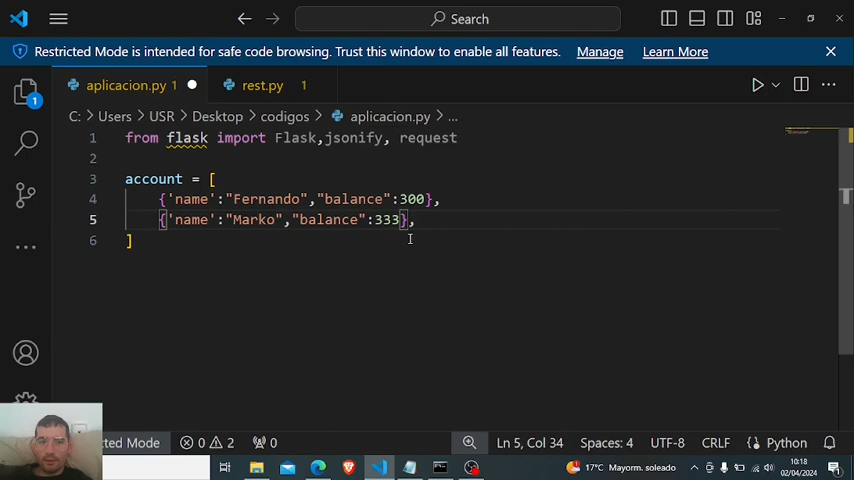 Search
Restricted Mode is intended for safe code browsing. Trust this window to enable all features. Manage Learn More
1
aplicacion.py 1 rest.py 1
C: > Users > USR > Desktop > codigos > aplicacion.py > ...
1 from flask import Flask,jsonify, request
2
3 account = [
4 {'name':"Fernando","balance":300},
5 {'name':"Marko","balance":333},
6 ]
Mode 0 2 0 Ln 5, Col 34 Spaces: 4 UTF-8 CRLF Python
17°C Mayorm. soleado 10:18
02/04/2024 1